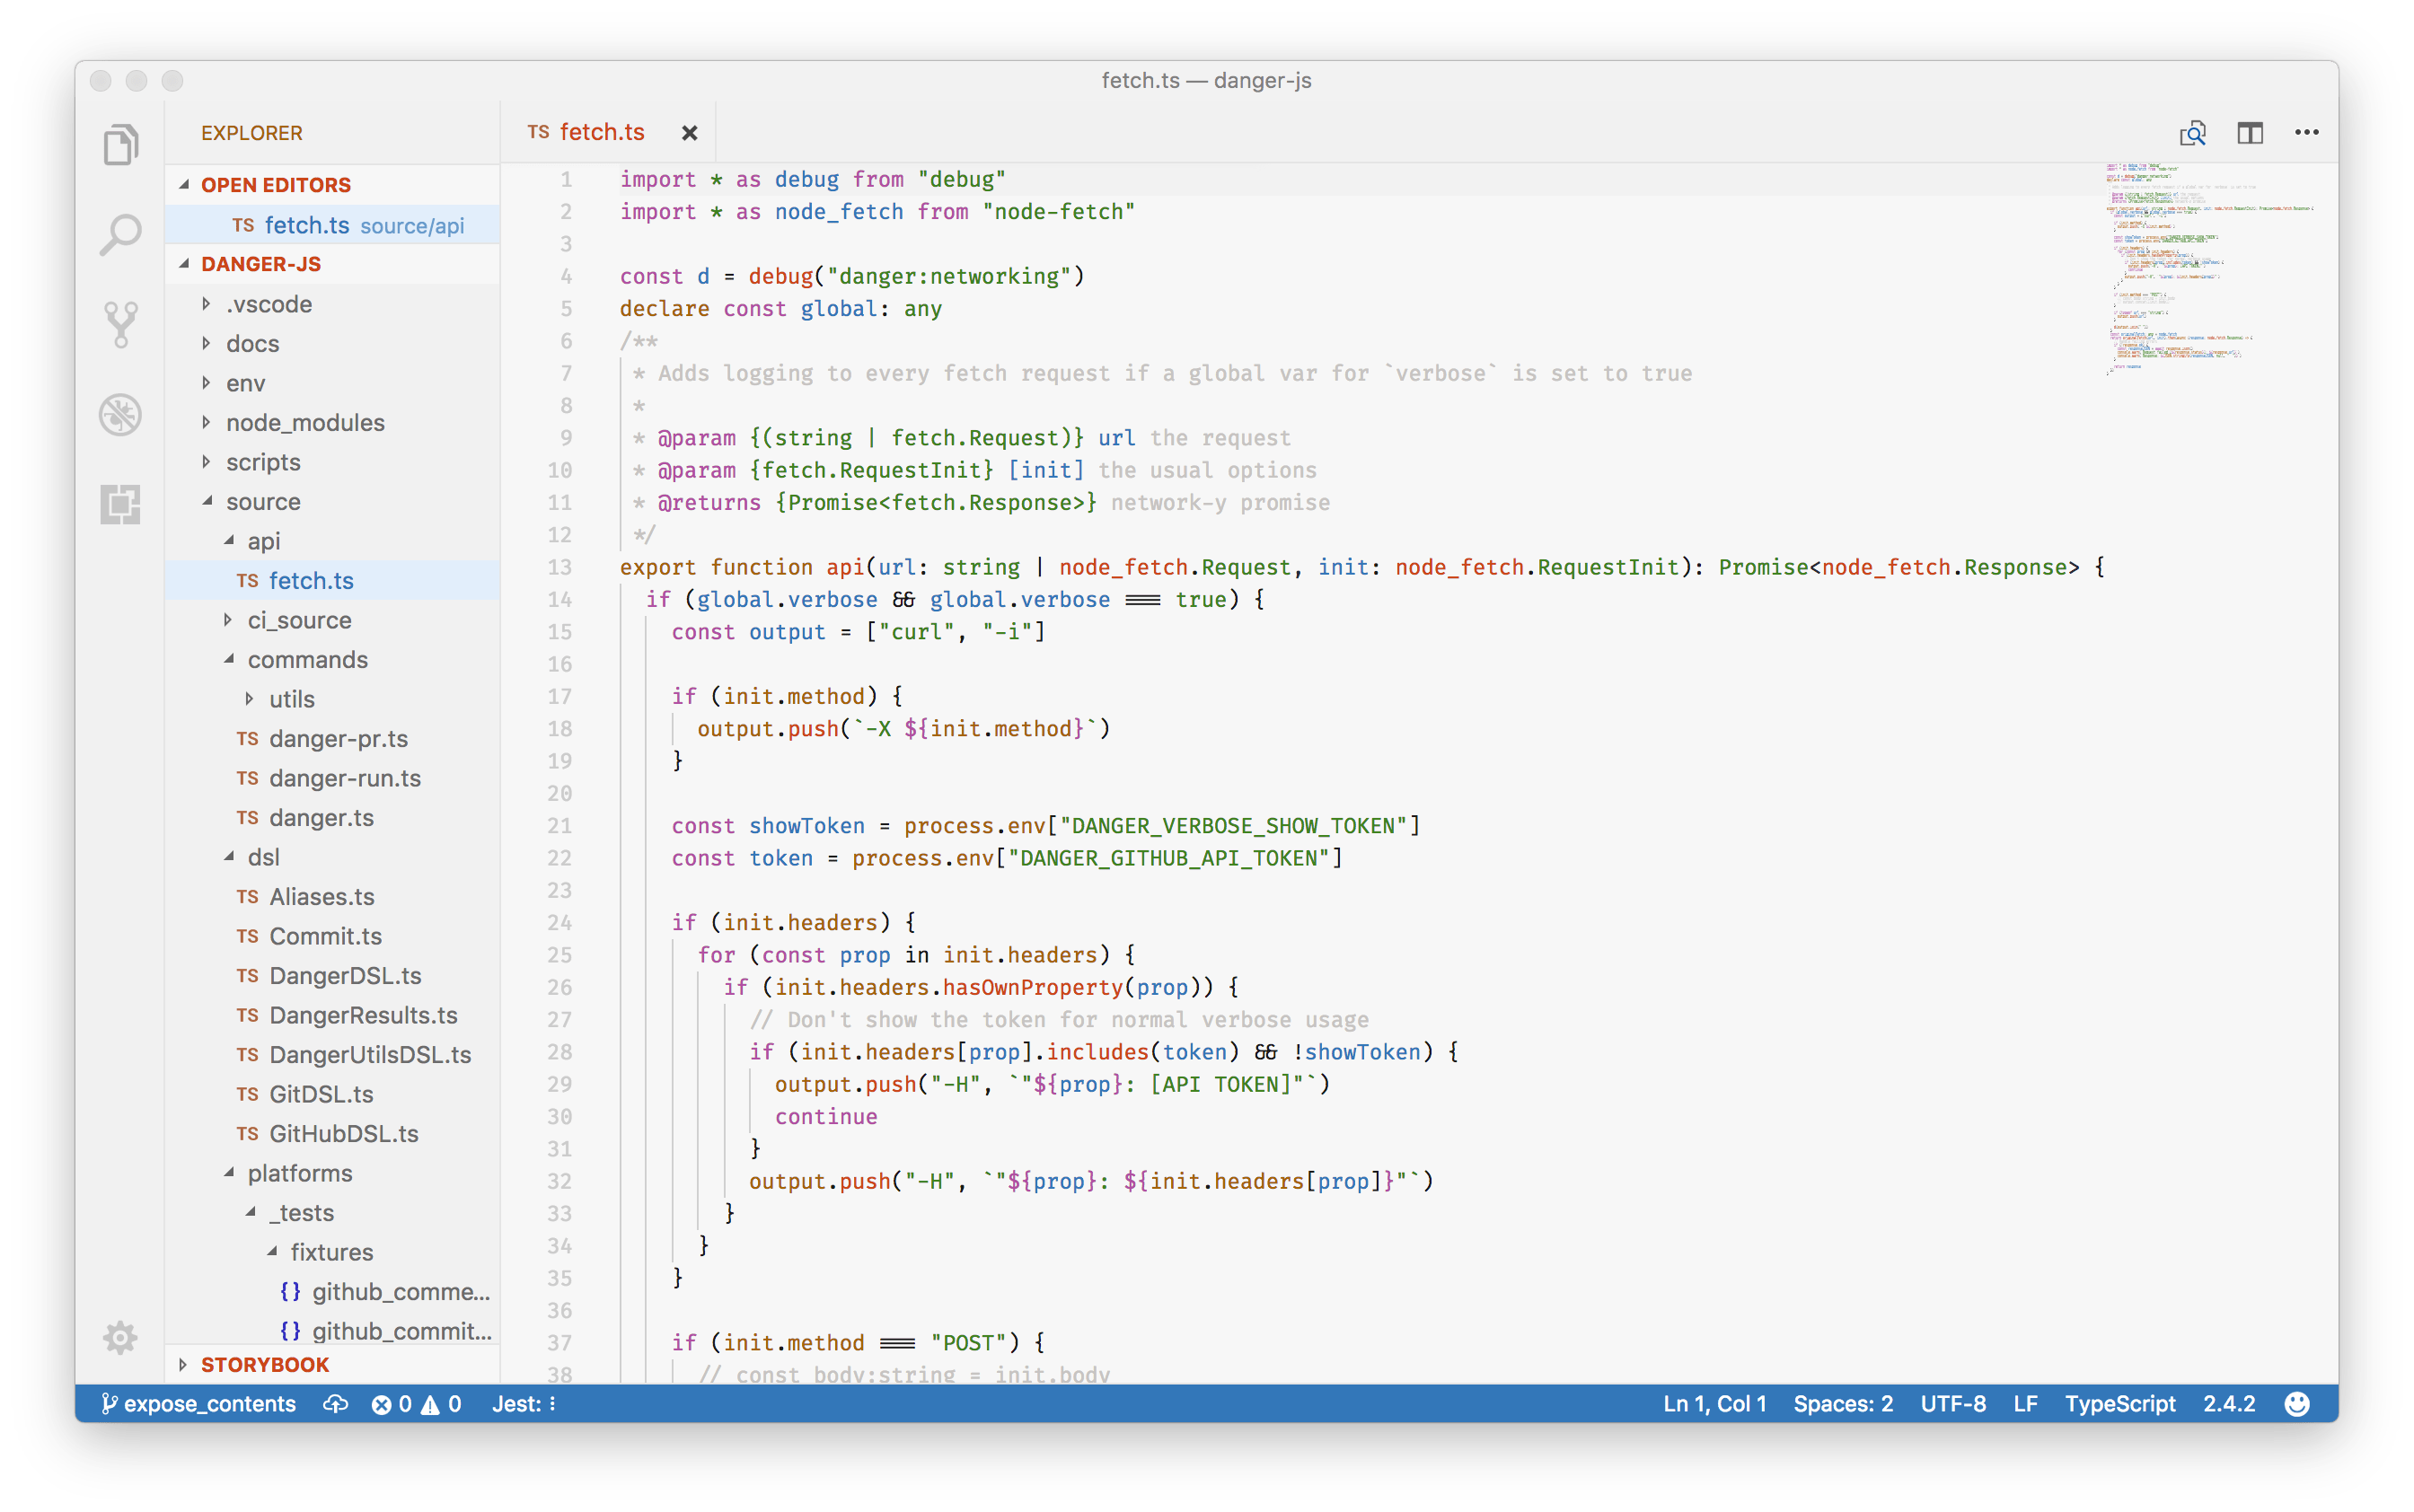 fetch.ts — danger-js
EXPLORER
OPEN EDITORS
TS fetch.ts source/api
DANGER-JS
.vscode
docs
env
node_modules
scripts
source
api
TS fetch.ts
ci_source
commands
utils
TS danger-pr.ts
TS danger-run.ts
TS danger.ts
dsl
TS Aliases.ts
TS Commit.ts
TS DangerDSL.ts
TS DangerResults.ts
TS DangerUtilsDSL.ts
TS GitDSL.ts
TS GitHubDSL.ts
platforms
_tests
fixtures
{} github_comme...
{} github_commit...
STORYBOOK
TS fetch.ts ×
1 import * as debug from "debug"
2 import * as node_fetch from "node-fetch"
3
4 const d = debug("danger:networking")
5 declare const global: any
6 /**
7 * Adds logging to every fetch request if a global var for `verbose` is set to true
8 *
9 * @param {(string | fetch.Request)} url the request
10 * @param {fetch.RequestInit} [init] the usual options
11 * @returns {Promise<fetch.Response>} network-y promise
12 */
13 export function api(url: string | node_fetch.Request, init: node_fetch.RequestInit): Promise<node_fetch.Response> {
14 if (global.verbose && global.verbose === true) {
15 const output = ["curl", "-i"]
16
17 if (init.method) {
18 output.push(`-X ${init.method}`)
19 }
20
21 const showToken = process.env["DANGER_VERBOSE_SHOW_TOKEN"]
22 const token = process.env["DANGER_GITHUB_API_TOKEN"]
23
24 if (init.headers) {
25 for (const prop in init.headers) {
26 if (init.headers.hasOwnProperty(prop)) {
27 // Don't show the token for normal verbose usage
28 if (init.headers[prop].includes(token) && !showToken) {
29 output.push("-H", `"${prop}: [API TOKEN]"`)
30 continue
31 }
32 output.push("-H", `"${prop}: ${init.headers[prop]}"`)
33 }
34 }
35 }
36
37 if (init.method === "POST") {
38 // const body:string = init.body
expose_contents 0 0 Jest: Ln 1, Col 1 Spaces: 2 UTF-8 LF TypeScript 2.4.2